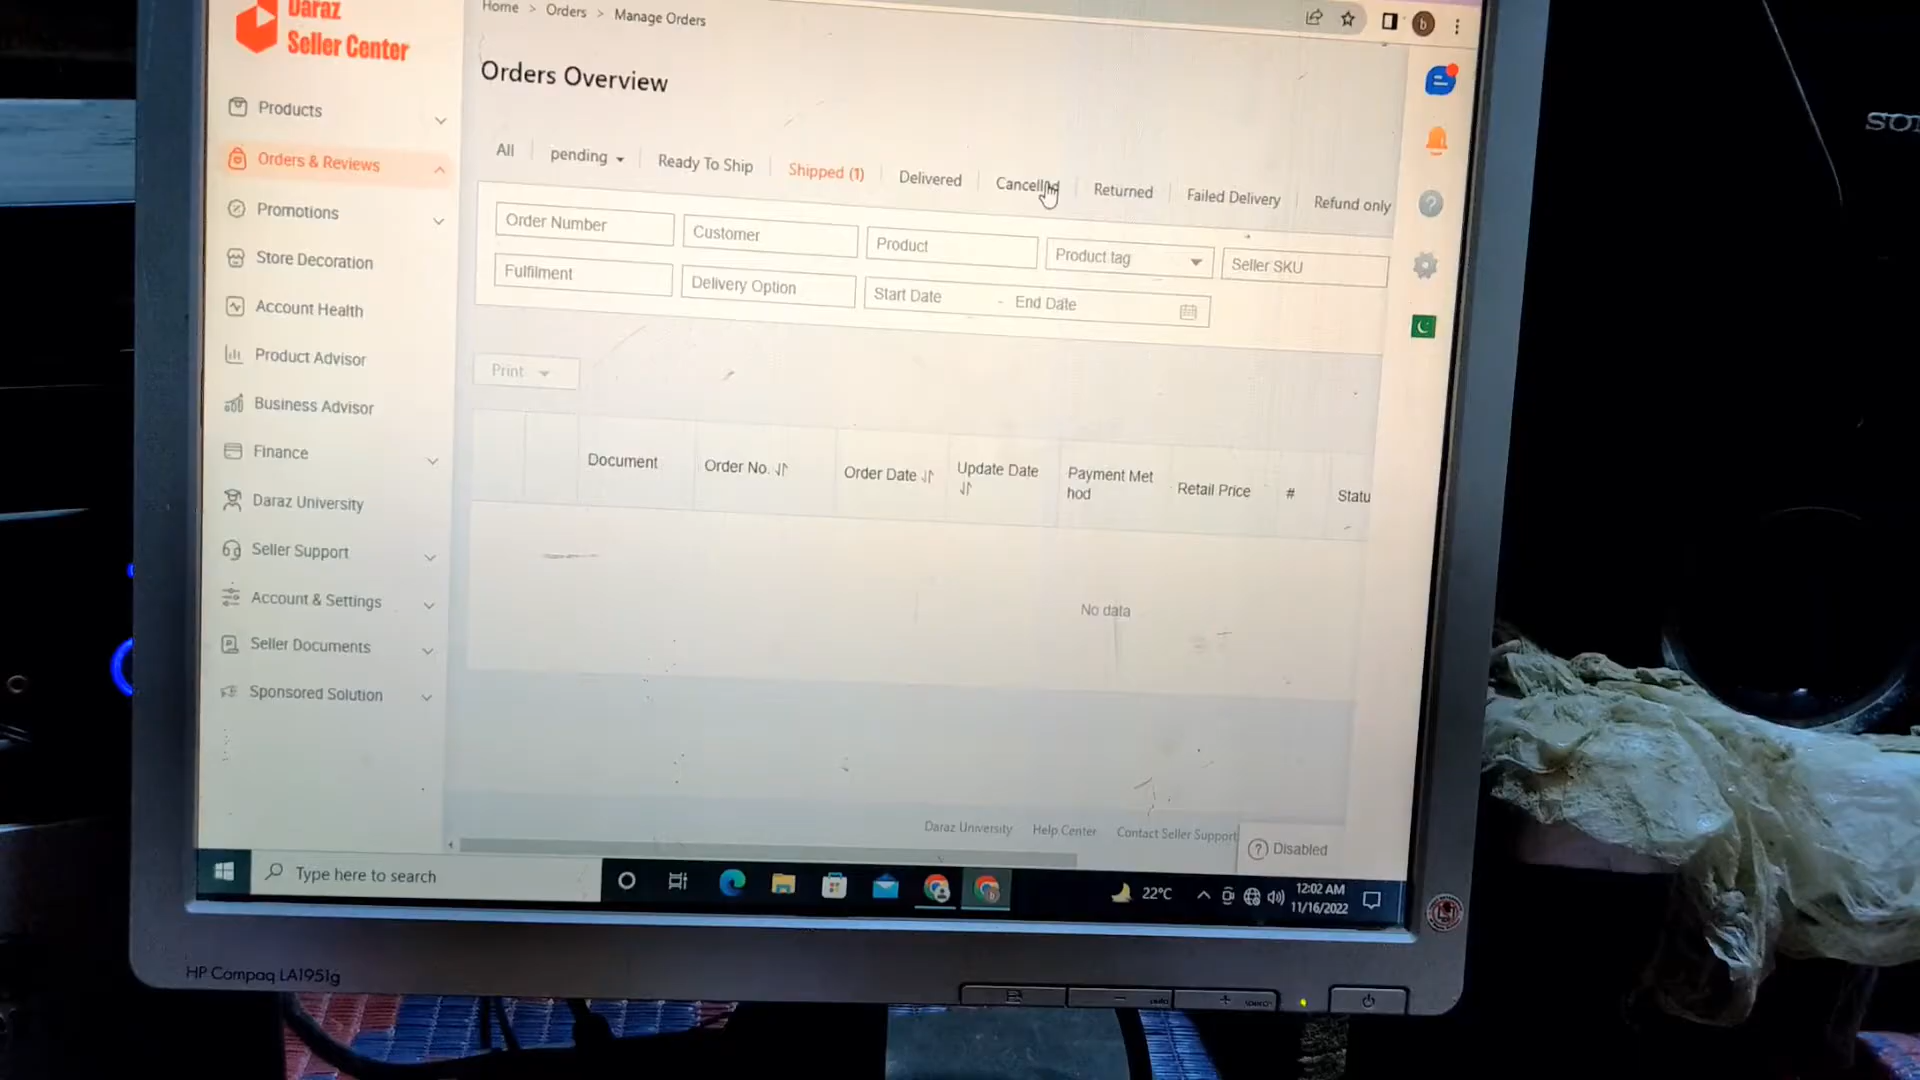 Daraz
Seller Center
Home > Orders > Manage Orders
Orders Overview
Products
Orders & Reviews
Promotions
Store Decoration
Account Health
Product Advisor
Business Advisor
Finance
Daraz University
Seller Support
Account & Settings
Seller Documents
Sponsored Solution
All
pending
Ready To Ship
Shipped (1)
Delivered
Cancelled
Returned
Failed Delivery
Refund only
Order Number
Customer
Product
Product tag
Seller SKU
Fulfilment
Delivery Option
Start Date - End Date
Print
Document
Order No.
Order Date
Update Date
Payment Met
hod
Retail Price
#
Statu
No data
Daraz University
Help Center
Contact Seller Support
Disabled
Type here to search
22°C
12:02 AM
11/16/2022
HP Compaq LA1951g
b
SON
auto